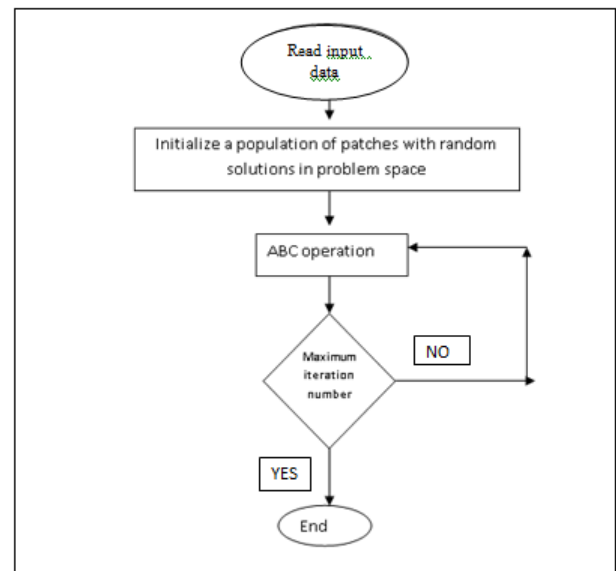 Read input
data
Initialize a population of patches with random
solutions in problem space
ABC operation
Maximum
iteration
number
NO
YES
End